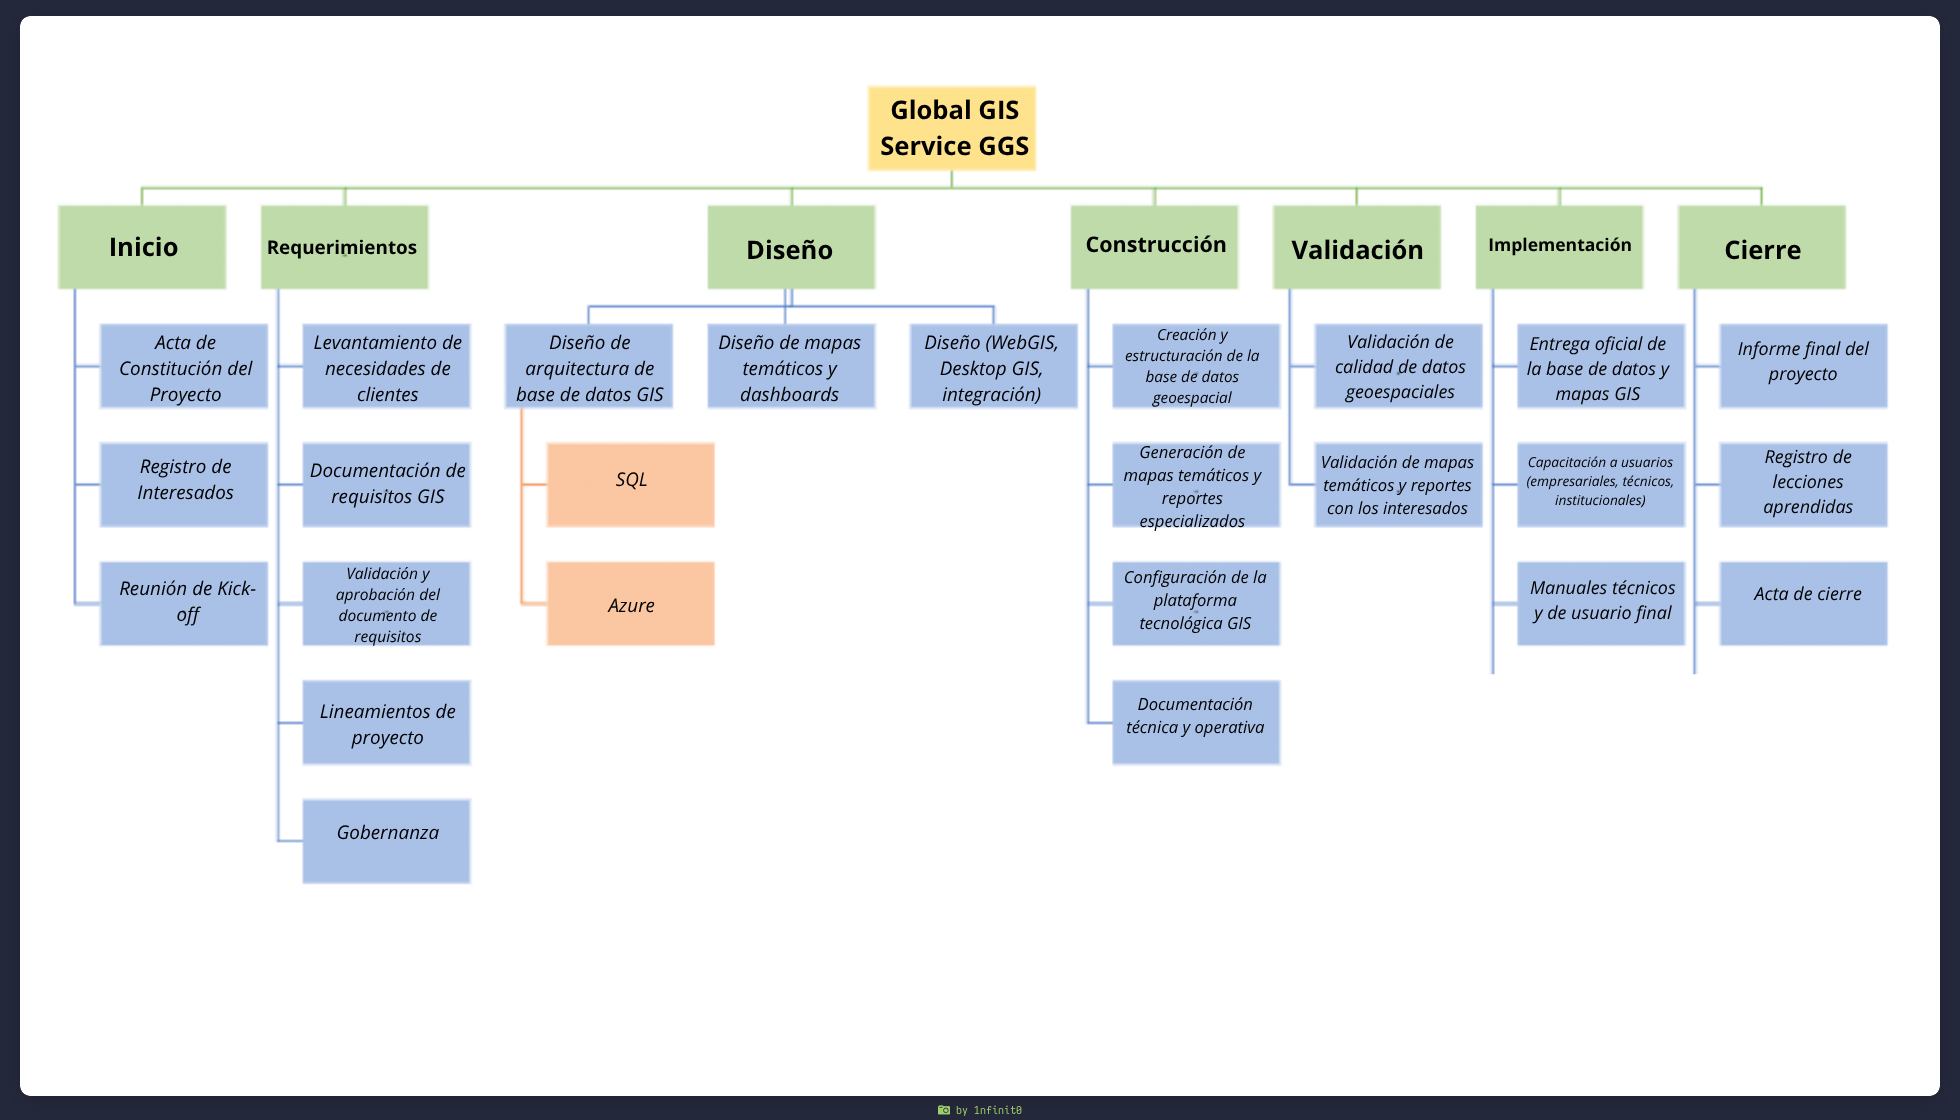 Global GIS
Service GGS
Inicio
Requerimientos
Diseño
Construcción
Validación
Implementación
Cierre
Acta de
Constitución del
Proyecto
Registro de
Interesados
Reunión de Kick-
off
Levantamiento de
necesidades de
clientes
Documentación de
requisitos GIS
Validación y
aprobación del
documento de
requisitos
Lineamientos de
proyecto
Gobernanza
Diseño de
arquitectura de
base de datos GIS
SQL
Azure
Diseño de mapas
temáticos y
dashboards
Diseño (WebGIS,
Desktop GIS,
integración)
Creación y
estructuración de la
base de datos
geoespacial
Generación de
mapas temáticos y
reportes
especializados
Configuración de la
plataforma
tecnológica GIS
Documentación
técnica y operativa
Validación de
calidad de datos
geoespaciales
Validación de mapas
temáticos y reportes
con los interesados
Entrega oficial de
la base de datos y
mapas GIS
Capacitación a usuarios
(empresariales, técnicos,
institucionales)
Manuales técnicos
y de usuario final
Informe final del
proyecto
Registro de
lecciones
aprendidas
Acta de cierre
by 1nfinit0